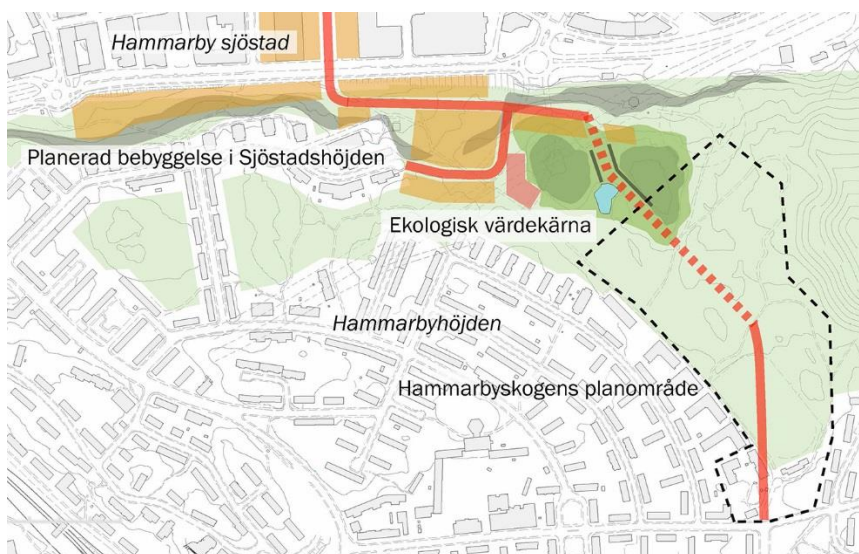 Hammarby sjöstad
Planerad bebyggelse i Sjöstadshöjden
Ekologisk värdekärna
Hammarbyhöjden
Hammarbyskogens planområde